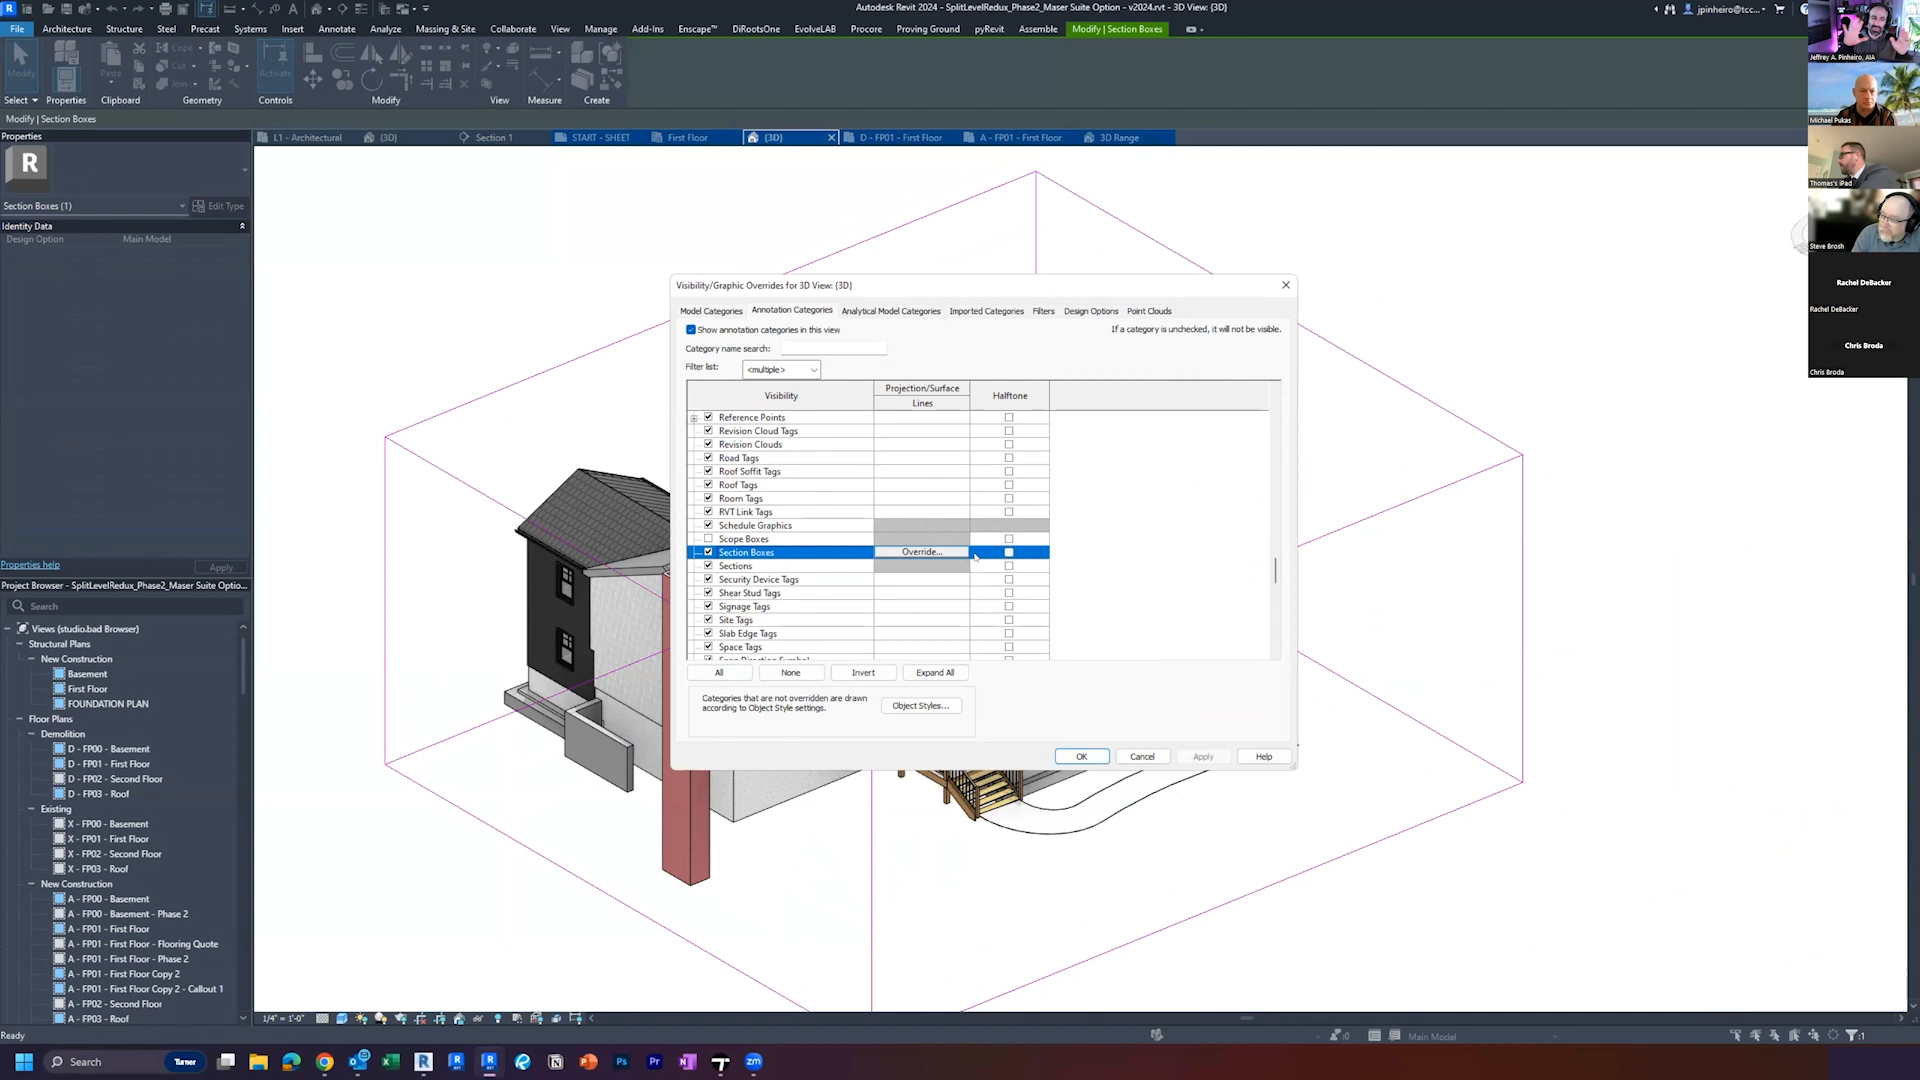 Autodesk Revit 2024 - SplitLevelRedux_Phase2_Maser Suite Option - v2024.rvt - 3D View: {3D}
jpinheiro@tcc...
File Architecture Structure Steel Precast Systems Insert Annotate Analyze Massing & Site Collaborate View Manage Add-Ins Enscape™ DiRootsOne EvolveLAB Procore Proving Ground pyRevit Assemble Modify | Section Boxes
Modify Properties Paste Cope Cut Join Activate
Select Properties Clipboard Geometry Controls Modify View Measure Create
Modify | Section Boxes
Properties
L1 - Architectural {3D} Section 1 START - SHEET First Floor {3D} D - FP01 - First Floor A - FP01 - First Floor 3D Range
R
Section Boxes (1) Edit Type
Identity Data
Design Option Main Model
Properties help Apply
Project Browser - SplitLevelRedux_Phase2_Maser Suite Optio...
Search
Views (studio.bad Browser)
Structural Plans
New Construction
Basement
First Floor
FOUNDATION PLAN
Floor Plans
Demolition
D - FP00 - Basement
D - FP01 - First Floor
D - FP02 - Second Floor
D - FP03 - Roof
Existing
X - FP00 - Basement
X - FP01 - First Floor
X - FP02 - Second Floor
X - FP03 - Roof
New Construction
A - FP00 - Basement
A - FP00 - Basement - Phase 2
A - FP01 - First Floor
A - FP01 - First Floor - Flooring Quote
A - FP01 - First Floor - Phase 2
A - FP01 - First Floor Copy 2
A - FP01 - First Floor Copy 2 - Callout 1
A - FP02 - Second Floor
A - FP03 - Roof
Visibility/Graphic Overrides for 3D View: {3D}
Model Categories Annotation Categories Analytical Model Categories Imported Categories Filters Design Options Point Clouds
Show annotation categories in this view
If a category is unchecked, it will not be visible.
Category name search:
Filter list: <multiple>
Visibility Projection/Surface Halftone
Lines
Reference Points
Revision Cloud Tags
Revision Clouds
Road Tags
Roof Soffit Tags
Roof Tags
Room Tags
RVT Link Tags
Schedule Graphics
Scope Boxes
Section Boxes Override...
Sections
Security Device Tags
Shear Stud Tags
Signage Tags
Site Tags
Slab Edge Tags
Space Tags
All None Invert Expand All
Categories that are not overridden are drawn
according to Object Style settings.
Object Styles...
OK Cancel Apply Help
Jeffrey A. Pinheiro, AIA
Michael Pukas
Thomas's iPad
Steve Brosh
Rachel DeBacker
Rachel DeBacker
Chris Broda
Chris Broda
1/4" = 1'-0"
Ready
:0
Main Model
:1
Search
Turner